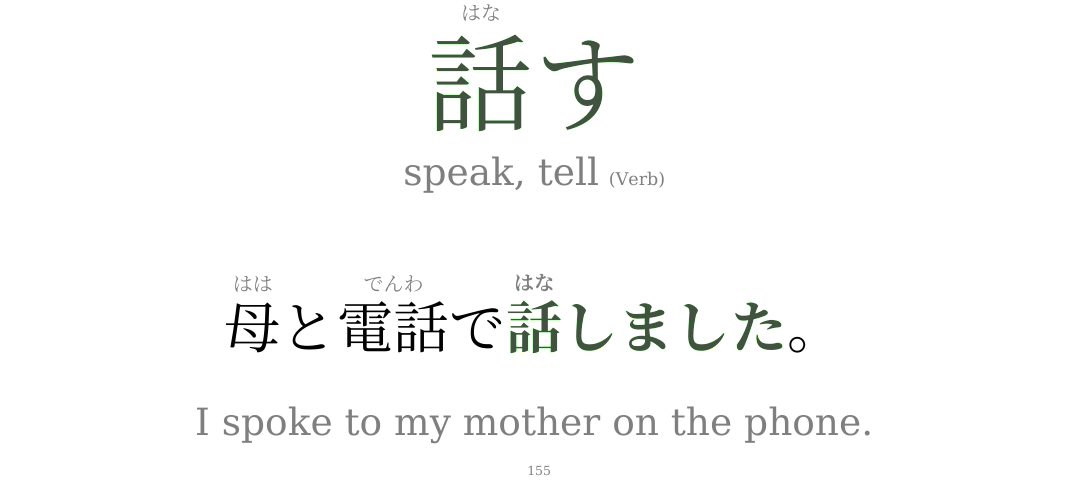 はな
話す
speak, tell (Verb)
はは でんわ はな
母と電話で話しました。
I spoke to my mother on the phone.
155